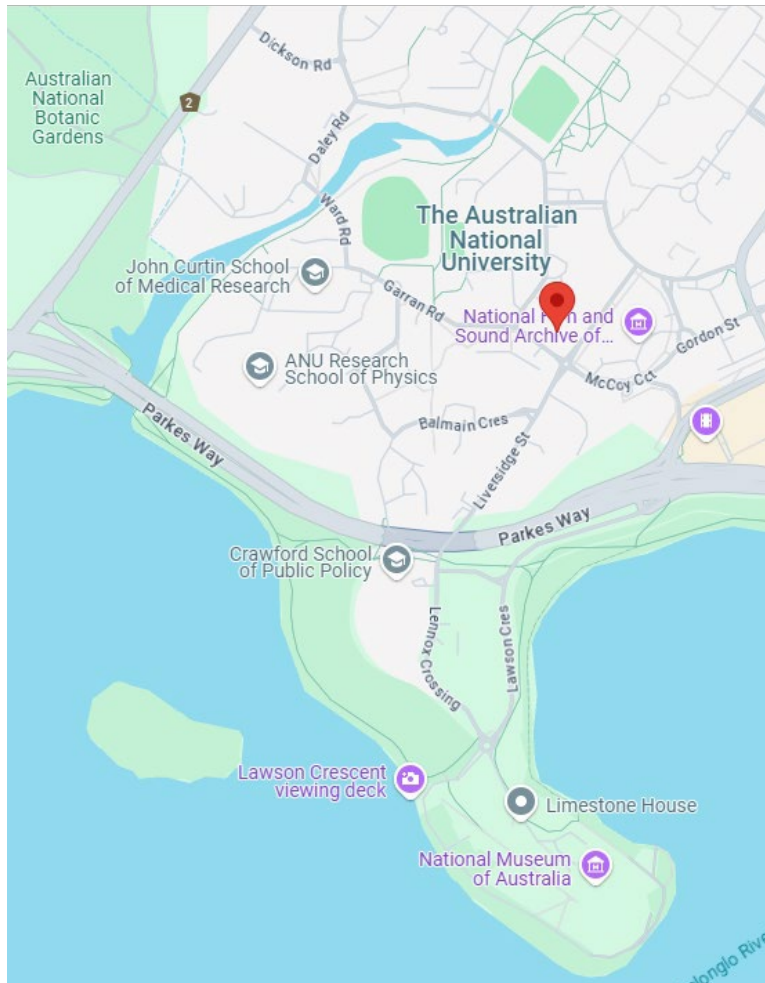 Dickson Rd
Australian
National
Botanic
Gardens
2
Daley Rd
Ward Rd
The Australian
National
University
John Curtin School
of Medical Research
Garran Rd
National and
Sound Archive of...
Gordon St
McCoy Cct
ANU Research
School of Physics
Balmain Cres
Parkes Way
Liversidge St
Parkes Way
Crawford School
of Public Policy
Lennox Crossing
Lawson Cres
Lawson Crescent
viewing deck
Limestone House
National Museum
of Australia